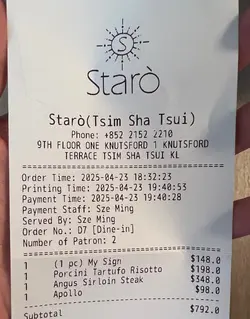 S
Starò
Starò(Tsim Sha Tsui)
Phone: +852 2152 2210
9TH FLOOR ONE KNUTSFORD 1 KNUTSFORD
TERRACE TSIM SHA TSUI KL
Order Time: 2025-04-23 18:32:23
Printing Time: 2025-04-23 19:40:53
Payment Time: 2025-04-23 19:40:28
Payment Staff: Sze Ming
Served By: Sze Ming
Order No.: D7 [Dine-in]
Number of Patron: 2
1 (1 pc) My Sign $148.0
1 Porcini Tartufo Risotto $198.0
1 Angus Sirloin Steak $348.0
1 Apollo $98.0
Subtotal $792.0